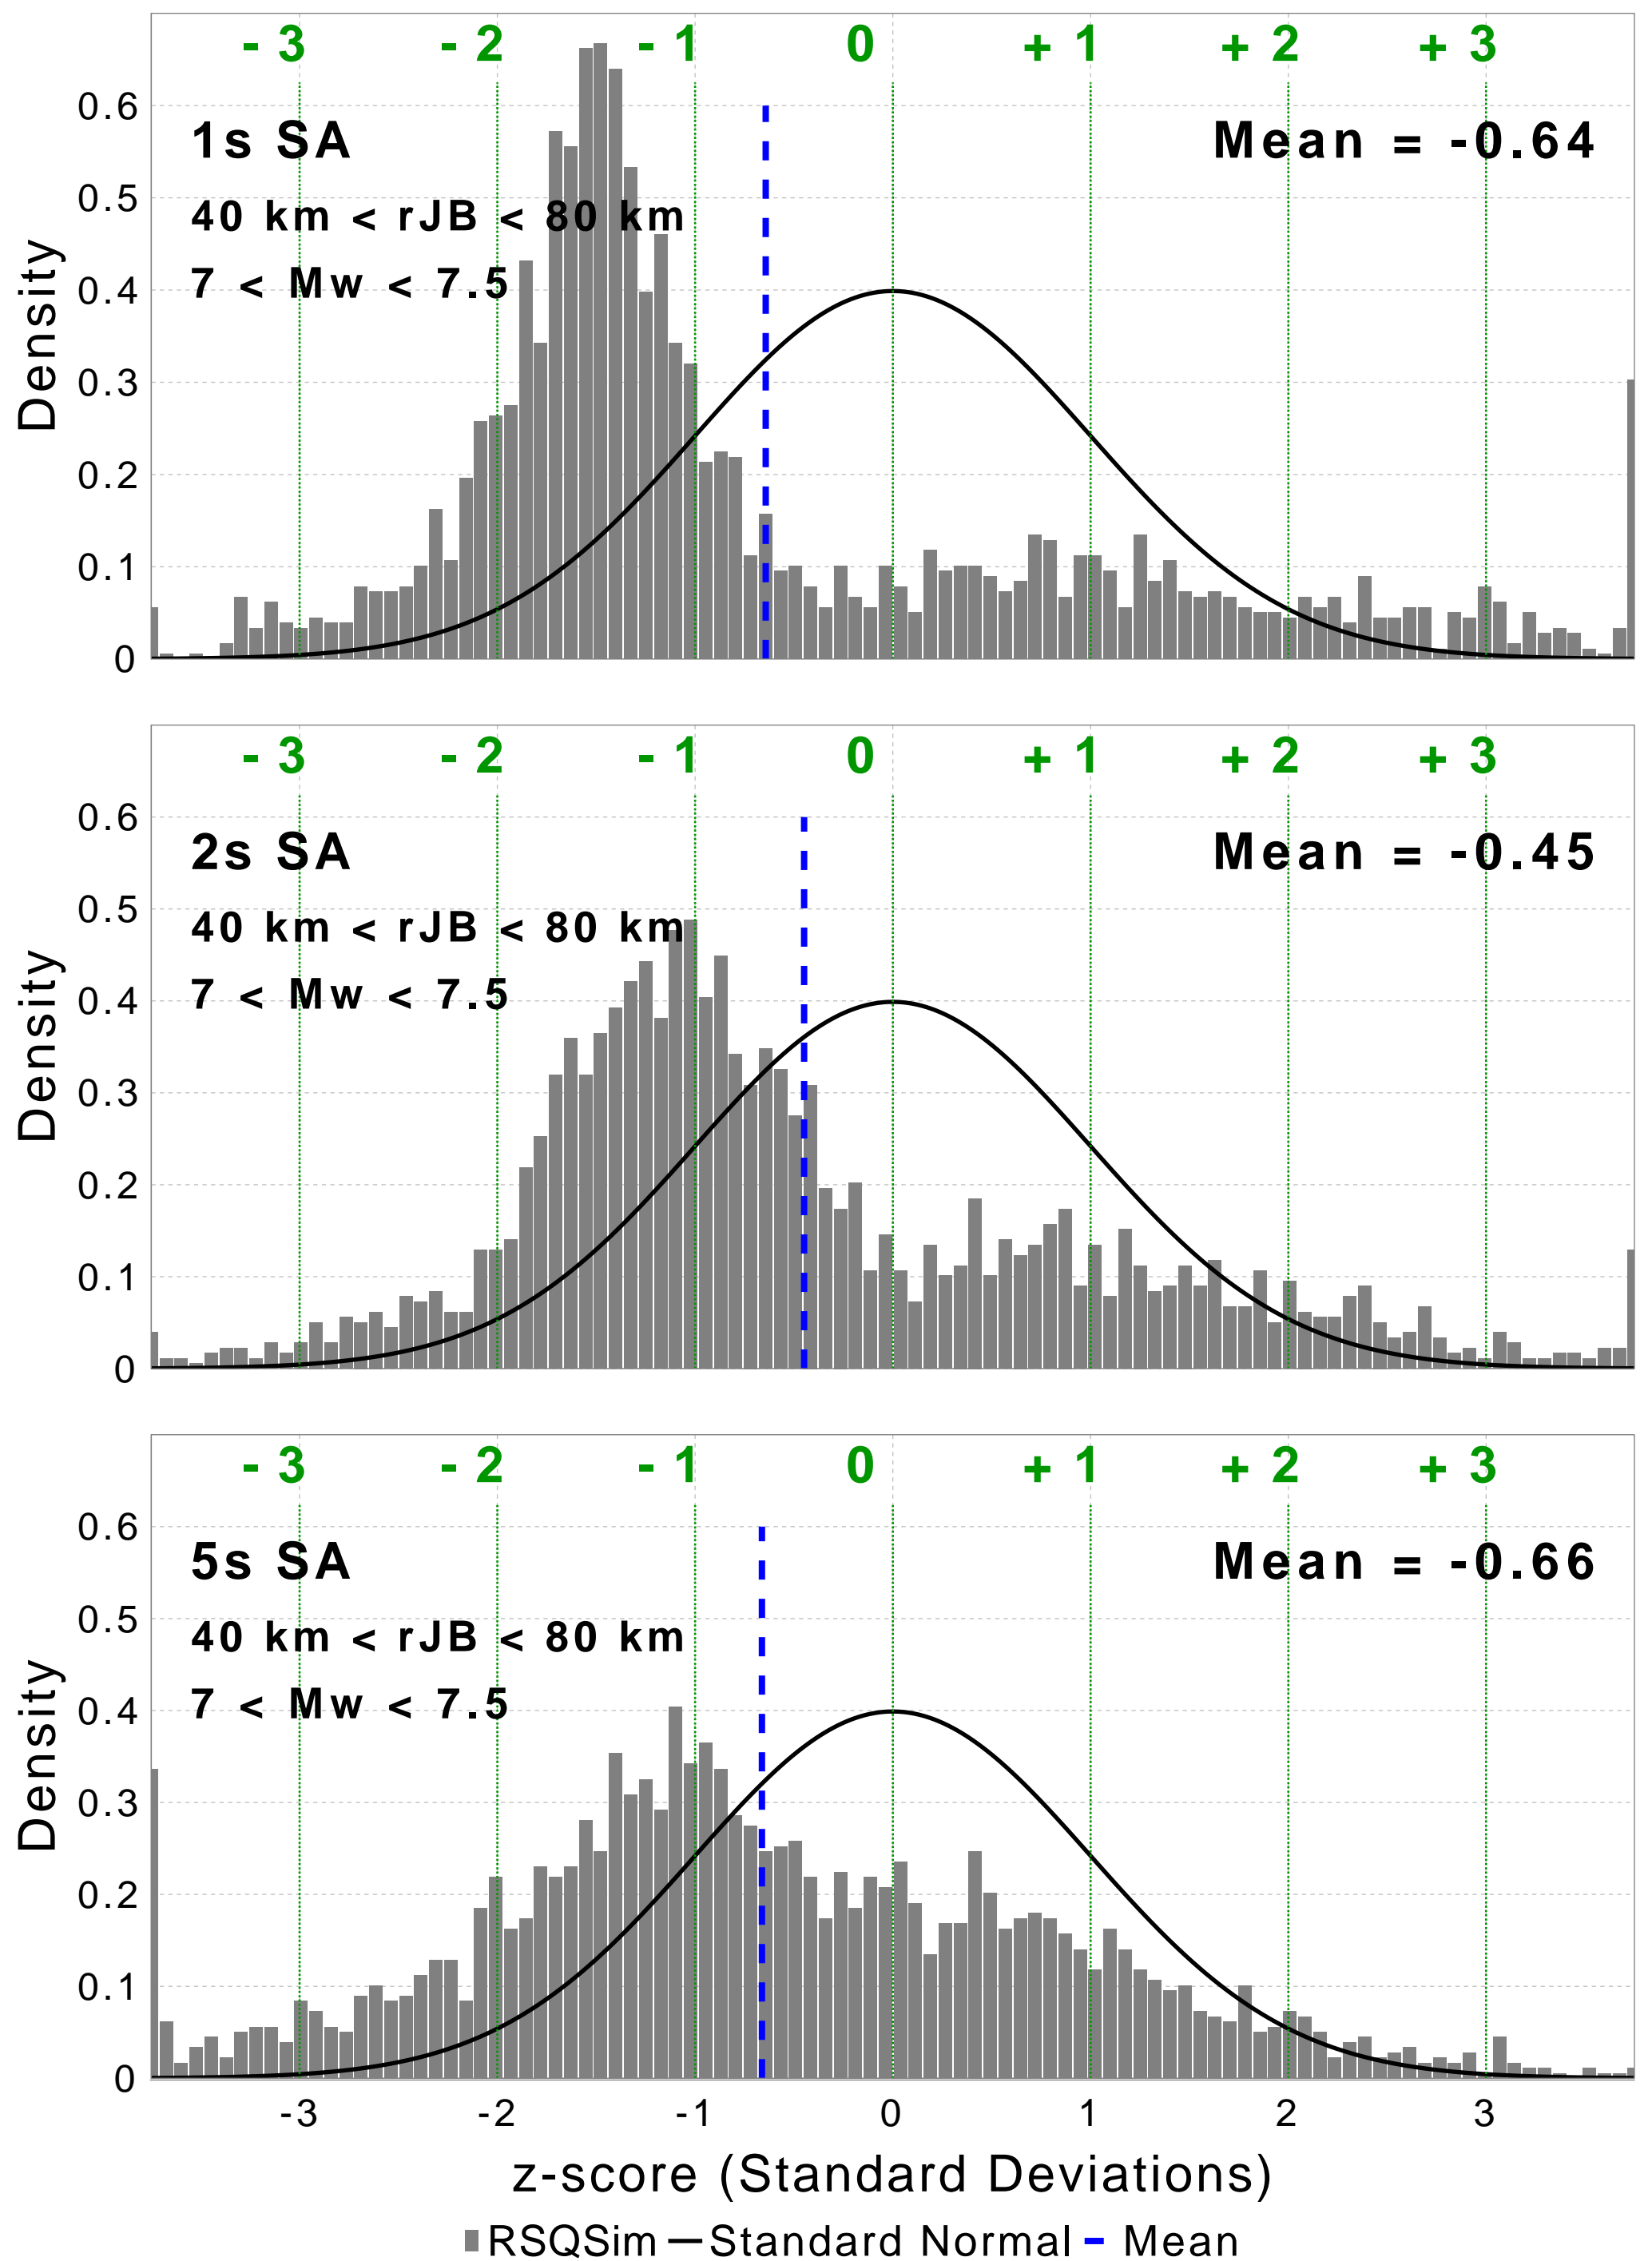 - 3 - 2 - 1 0 + 1 + 2 + 3
0.6
1s SA Mean = -0.64
0.5
40 km < rJB < 80 km
7 < Mw < 7.5
0.4
Density
0.3
0.2
0.1
0
- 3 - 2 - 1 0 + 1 + 2 + 3
0.6
2s SA Mean = -0.45
0.5
40 km < rJB < 80 km
7 < Mw < 7.5
0.4
Density
0.3
0.2
0.1
0
- 3 - 2 - 1 0 + 1 + 2 + 3
0.6
5s SA Mean = -0.66
0.5
40 km < rJB < 80 km
7 < Mw < 7.5
0.4
Density
0.3
0.2
0.1
0
-3 -2 -1 0 1 2 3
z-score (Standard Deviations)
RSQSim Standard Normal Mean